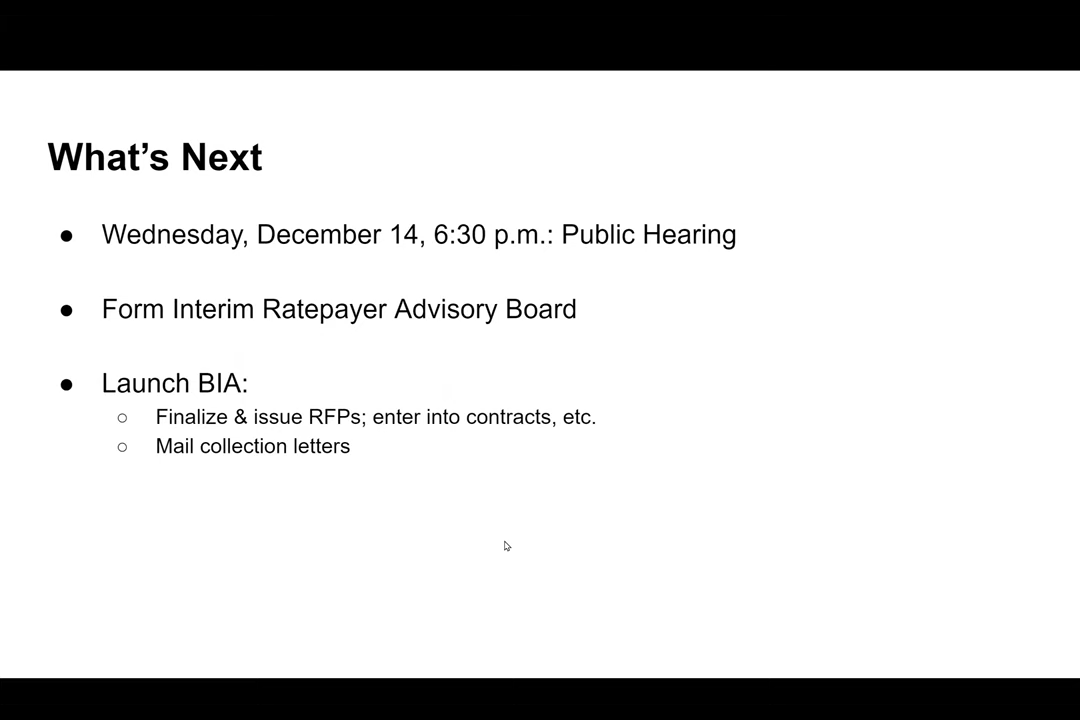 What’s Next
● Wednesday, December 14, 6:30 p.m.: Public Hearing
● Form Interim Ratepayer Advisory Board
● Launch BIA:
○ Finalize & issue RFPs; enter into contracts, etc.
○ Mail collection letters